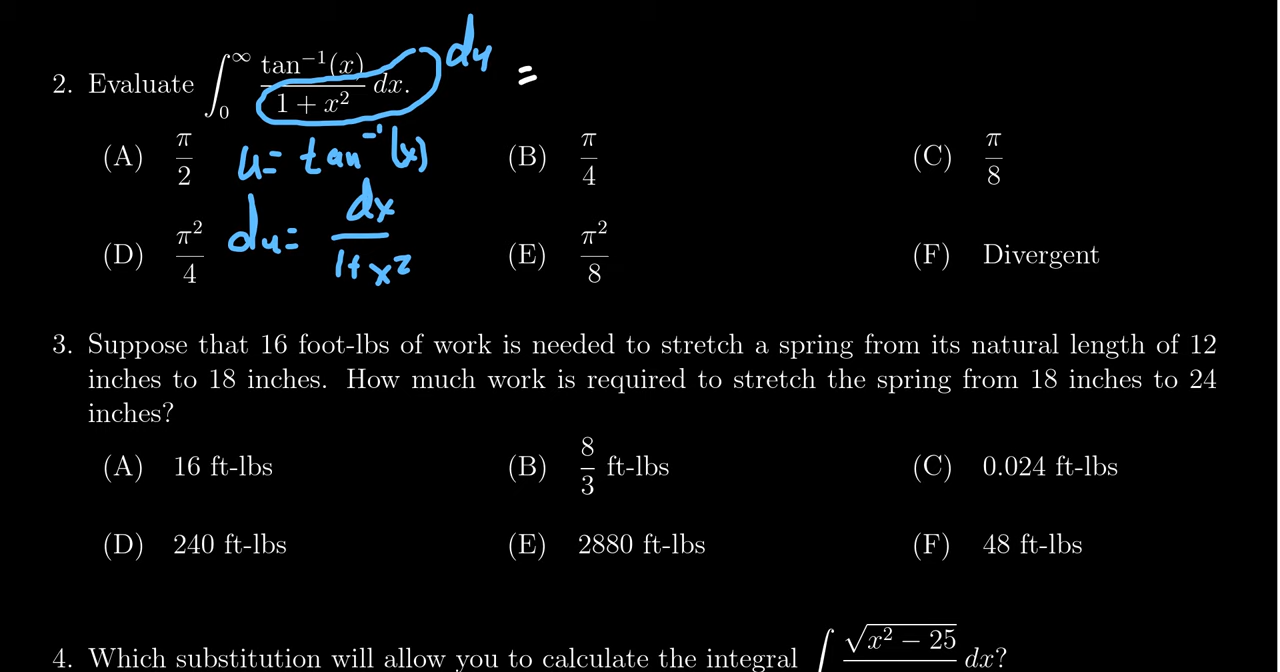 2. Evaluate ∫₀^∞ tan⁻¹(x) / (1 + x²) dx. du =
(A) π/2 u = tan⁻¹(x) (B) π/4 (C) π/8
(D) π²/4 du = dx / (1 + x²) (E) π²/8 (F) Divergent
3. Suppose that 16 foot-lbs of work is needed to stretch a spring from its natural length of 12
inches to 18 inches. How much work is required to stretch the spring from 18 inches to 24
inches?
(A) 16 ft-lbs (B) 8/3 ft-lbs (C) 0.024 ft-lbs
(D) 240 ft-lbs (E) 2880 ft-lbs (F) 48 ft-lbs
4. Which substitution will allow you to calculate the integral ∫ √(x² − 25) dx?